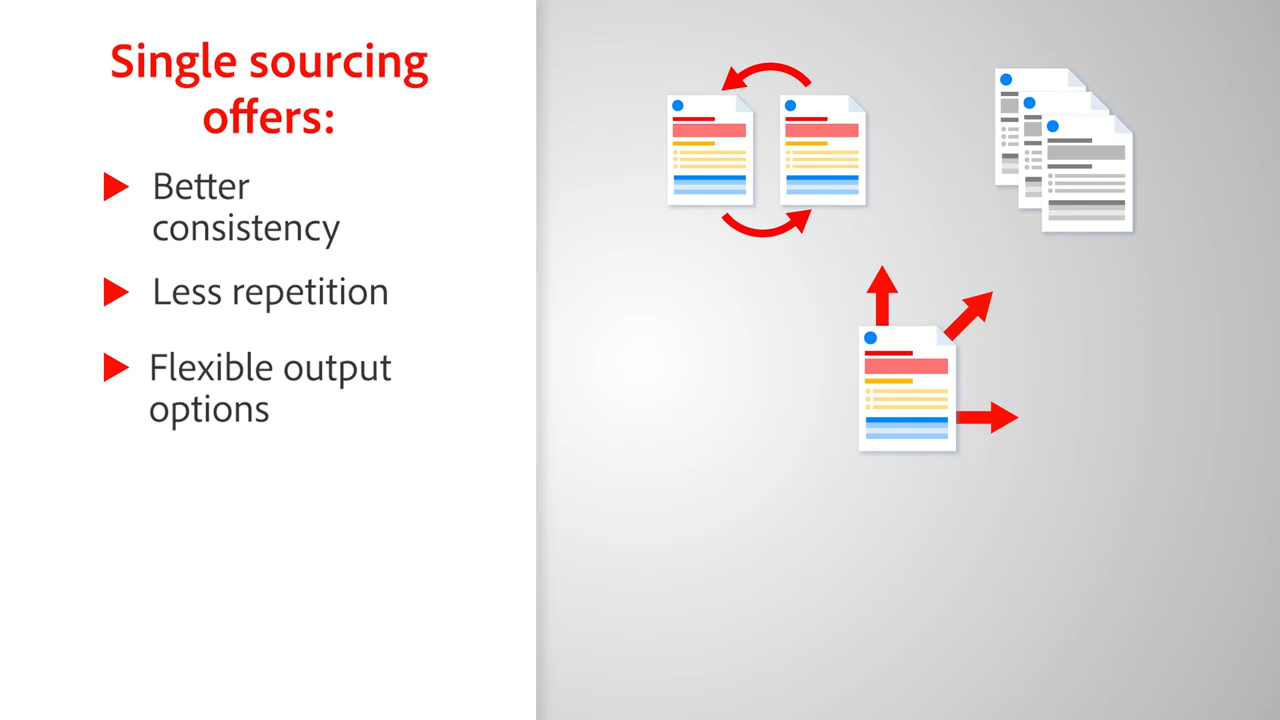 Single sourcing
offers:
Better
consistency
Less repetition
Flexible output
options